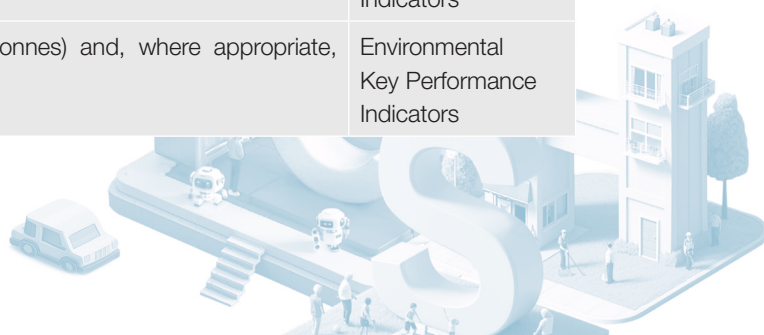 Indicators
onnes) and, where appropriate,
Environmental
Key Performance
Indicators
S